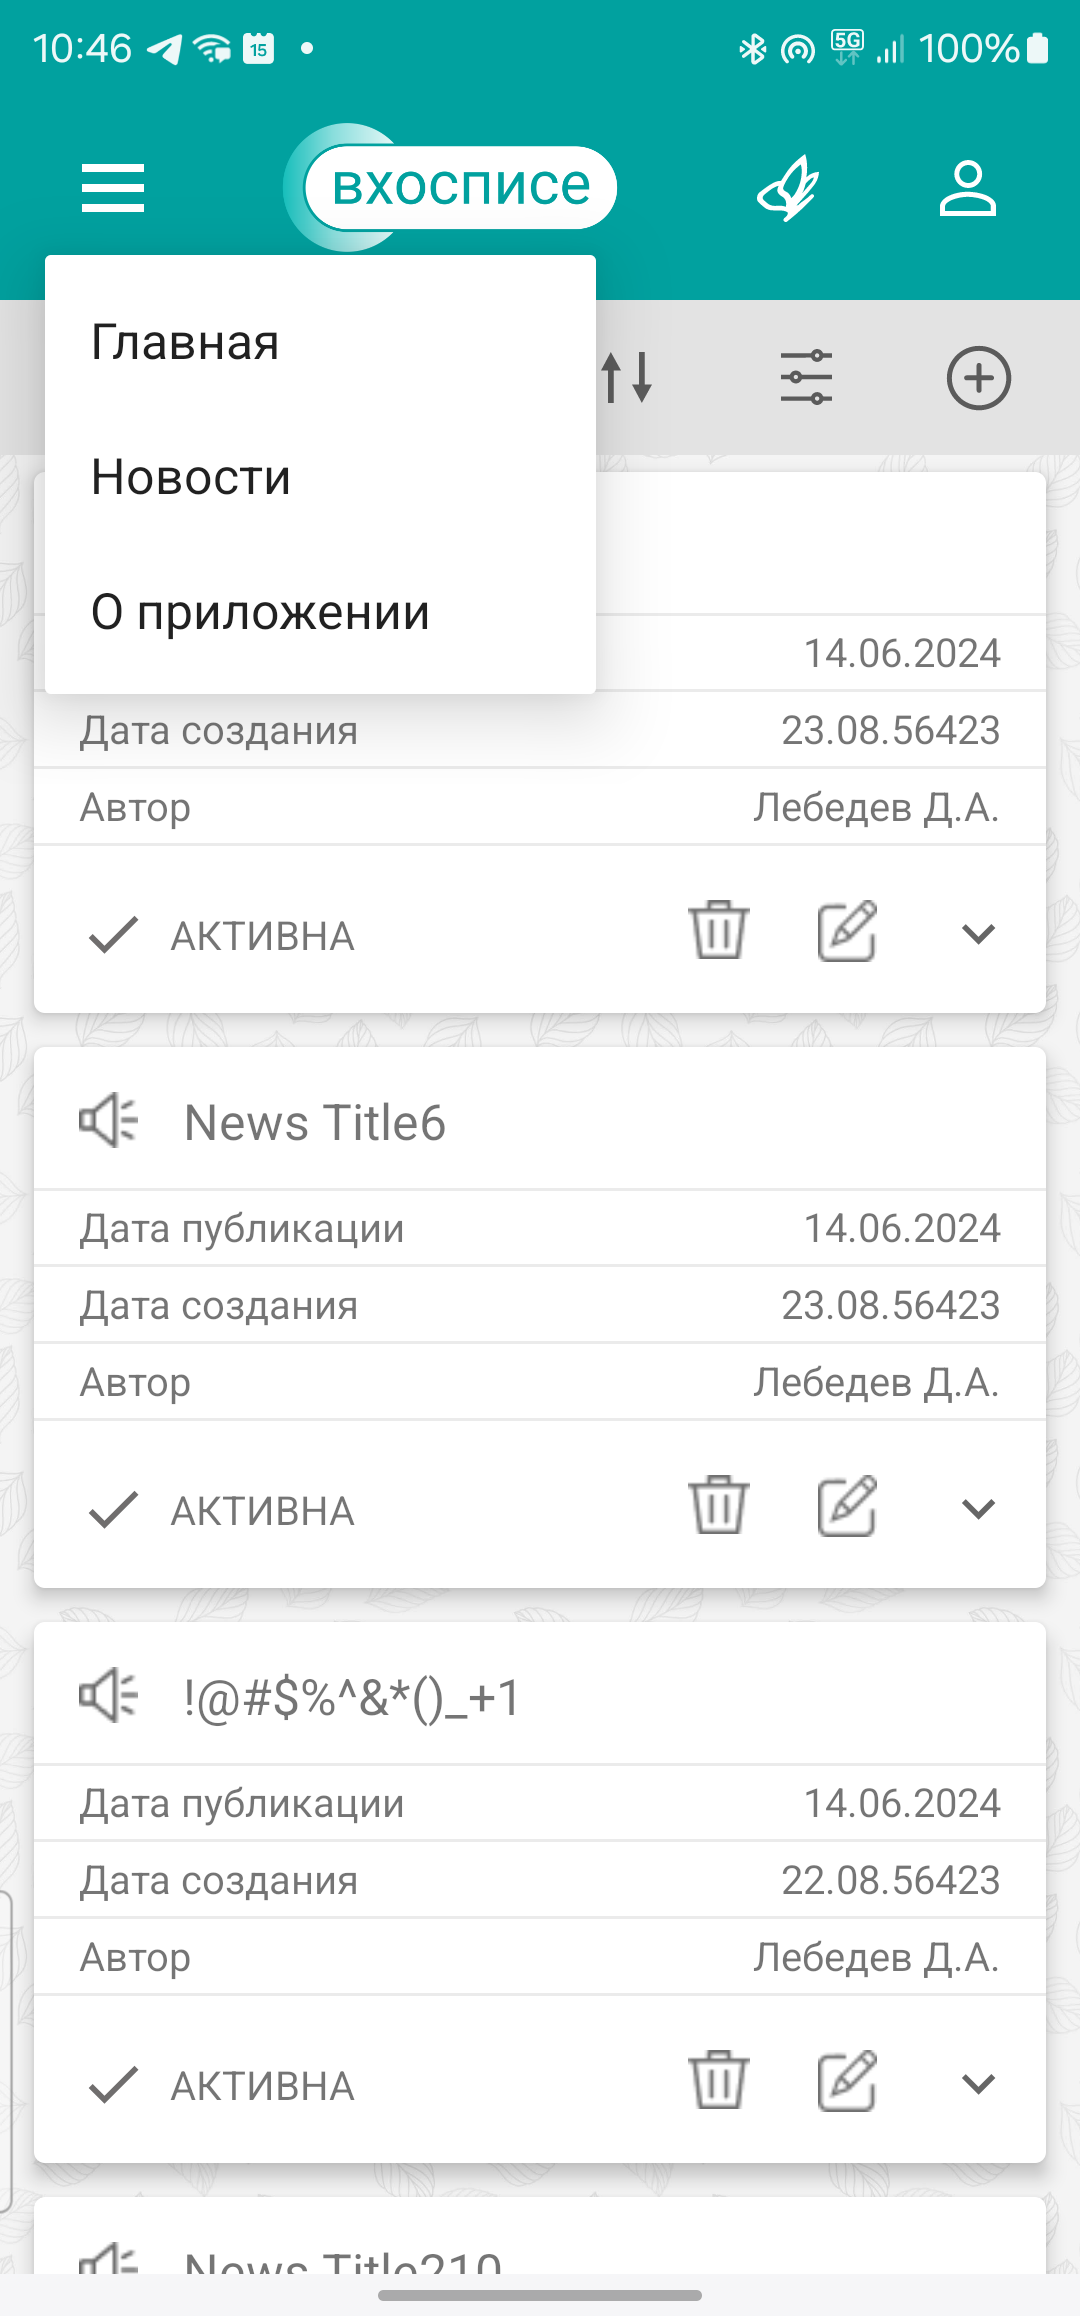 10:46
15
5G
100%
вхосписе
Главная
Новости
О приложении
14.06.2024
Дата создания 23.08.56423
Автор Лебедев Д.А.
АКТИВНА
News Title6
Дата публикации 14.06.2024
Дата создания 23.08.56423
Автор Лебедев Д.А.
АКТИВНА
!@#$%^&*()_+1
Дата публикации 14.06.2024
Дата создания 22.08.56423
Автор Лебедев Д.А.
АКТИВНА
News Title210